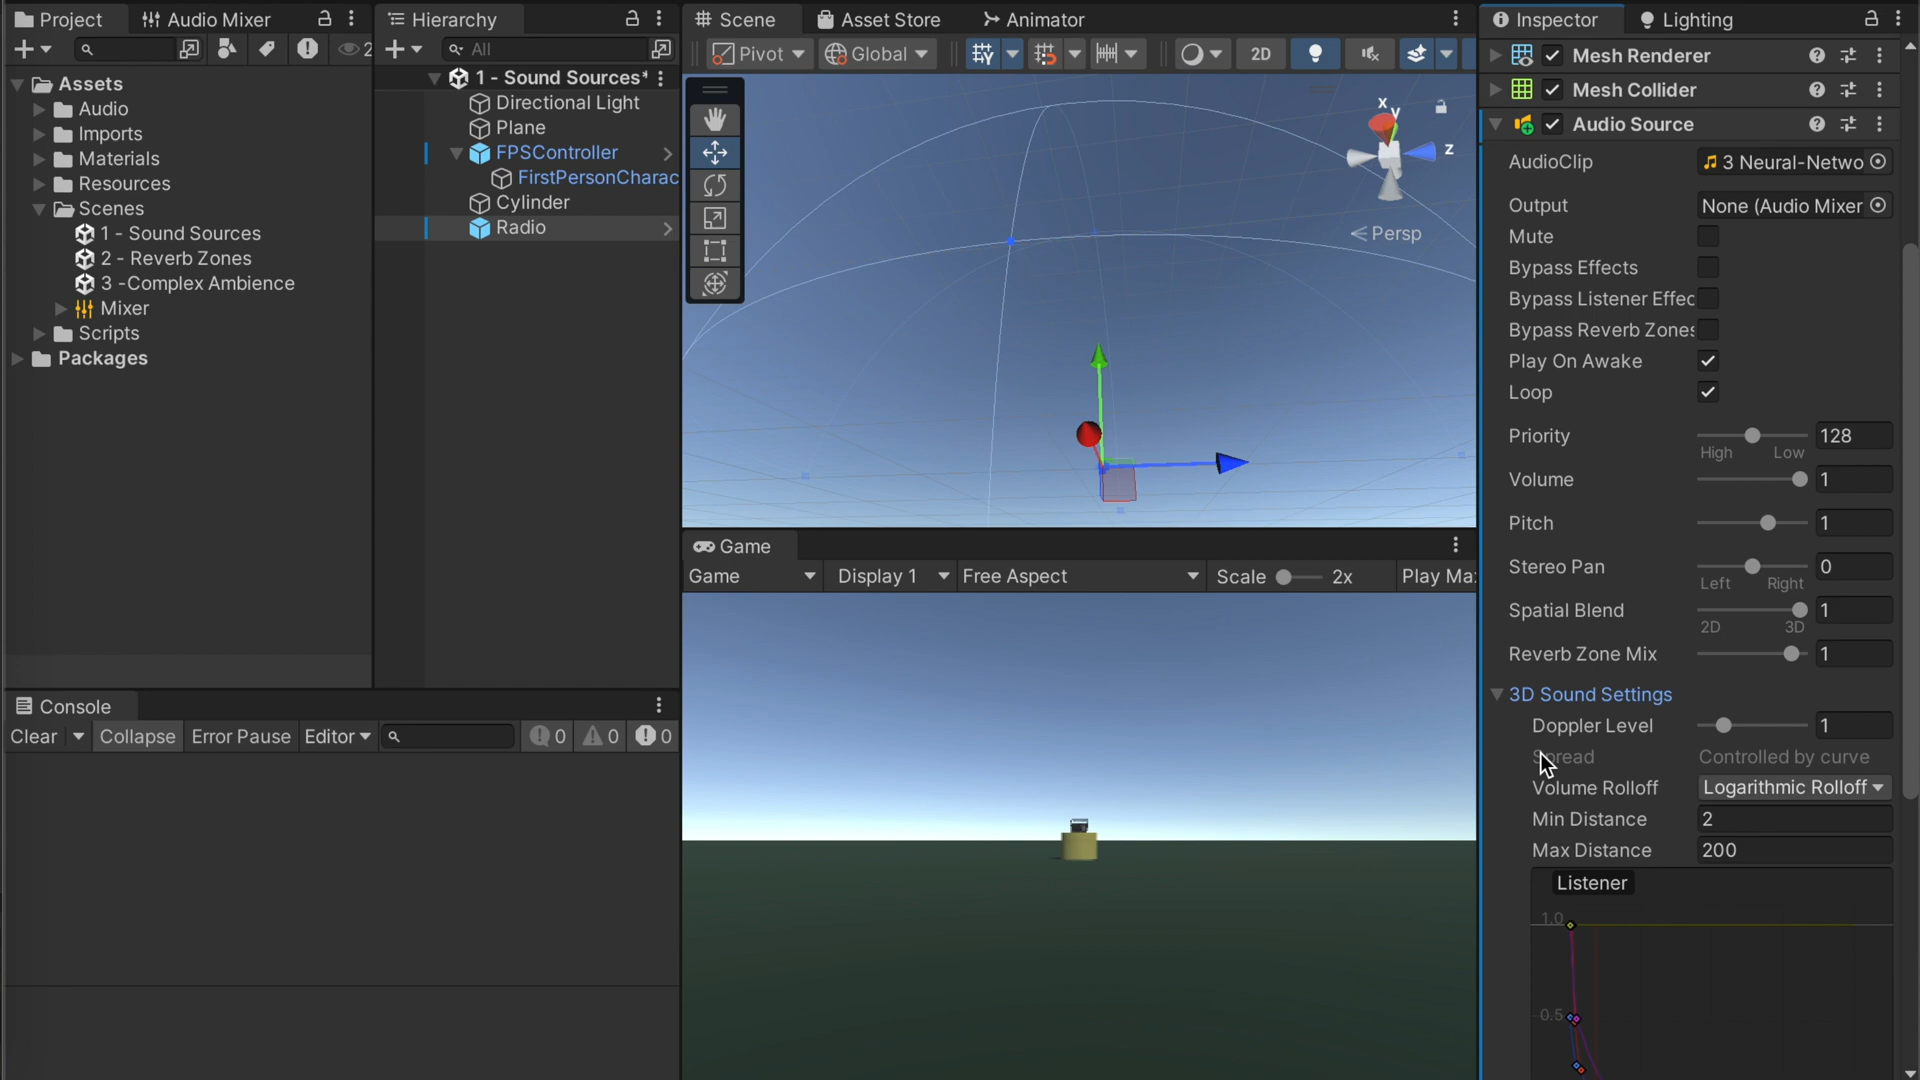 Project
Audio Mixer
2
Assets
Audio
Imports
Materials
Resources
Scenes
1 - Sound Sources
2 - Reverb Zones
3 -Complex Ambience
Mixer
Scripts
Packages
Hierarchy
All
1 - Sound Sources*
Directional Light
Plane
FPSController
FirstPersonCharac
Cylinder
Radio
Console
Clear
Collapse
Error Pause
Editor
0
0
0
Scene
Asset Store
Animator
Pivot
Global
2D
x
y
z
Persp
Game
Game
Display 1
Free Aspect
Scale
2x
Play Ma
Inspector
Lighting
Mesh Renderer
Mesh Collider
Audio Source
AudioClip
3 Neural-Netwo
Output
None (Audio Mixer
Mute
Bypass Effects
Bypass Listener Effec
Bypass Reverb Zones
Play On Awake
Loop
Priority
128
High
Low
Volume
1
Pitch
1
Stereo Pan
0
Left
Right
Spatial Blend
1
2D
3D
Reverb Zone Mix
1
3D Sound Settings
Doppler Level
1
Spread
Controlled by curve
Volume Rolloff
Logarithmic Rolloff
Min Distance
2
Max Distance
200
Listener
1.0
0.5